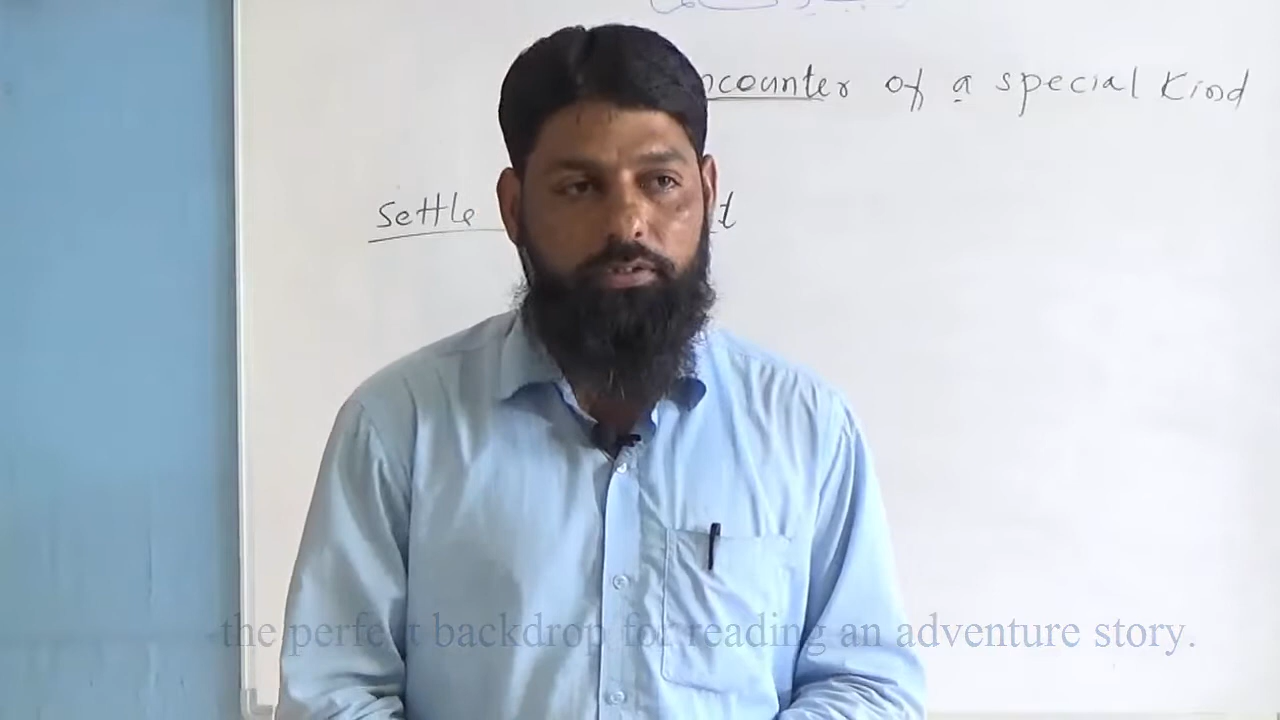 ncounter of a special kind
settle t
the perfect backdrop for reading an adventure story.